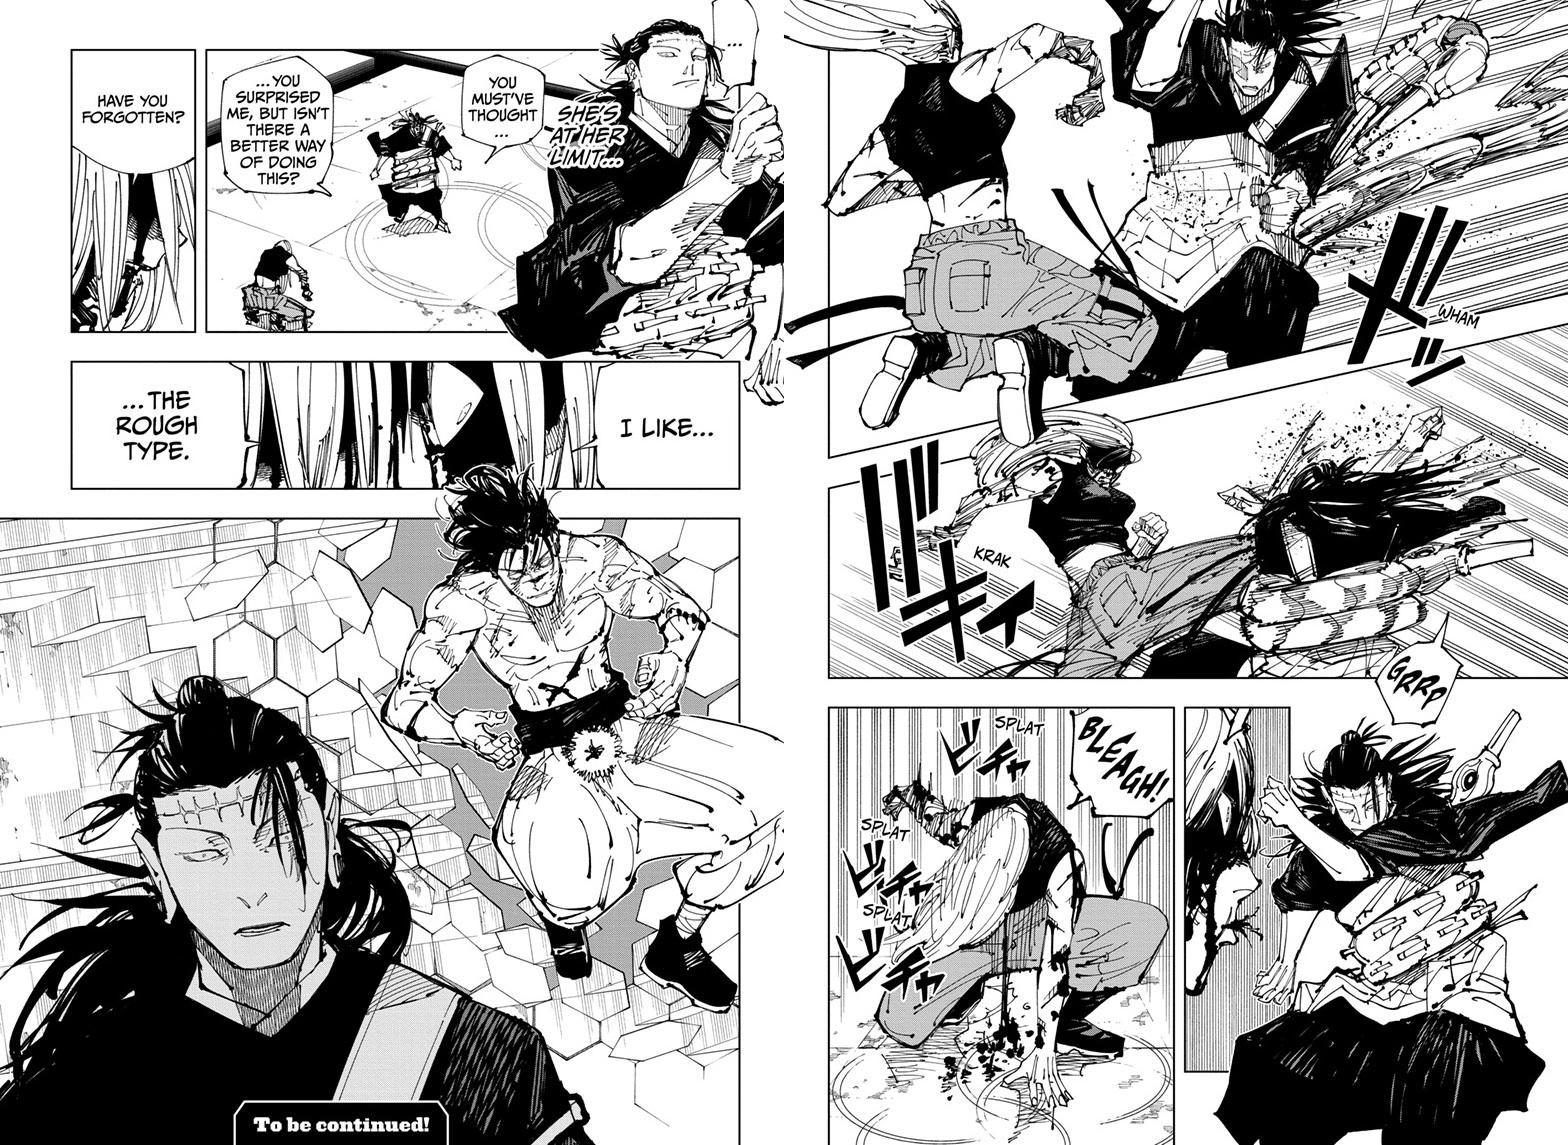 ドドッ
WHAM
バキィ
KRAK
GRRP
BLEAGH!
SPLAT
ビチャ
SPLAT
ビチャ
SPLAT
ビチャ
...
SHE'S
AT HER
LIMIT...
YOU
MUST'VE
THOUGHT
...
...YOU
SURPRISED
ME, BUT ISN'T
THERE A
BETTER WAY
OF DOING
THIS?
HAVE YOU
FORGOTTEN?
I LIKE...
...THE
ROUGH
TYPE.
To be continued!